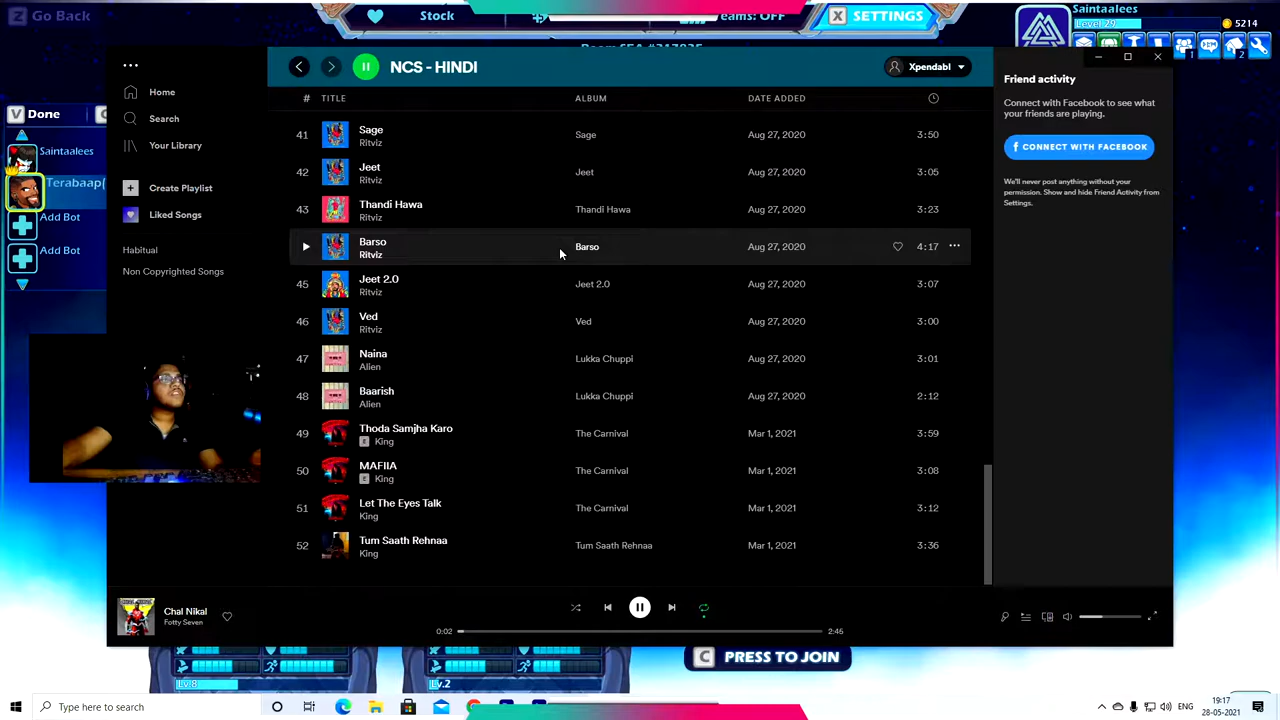 Z Go Back
Stock
X SETTINGS
Saintaalees
Level 29
5214
V Done
Saintaalees
Terabaap(
Add Bot
Add Bot
NCS - HINDI
Xpendabl
Home
Search
Your Library
Create Playlist
Liked Songs
Habitual
Non Copyrighted Songs
# TITLE ALBUM DATE ADDED
41 Sage Sage Aug 27, 2020 3:50
Ritviz
42 Jeet Jeet Aug 27, 2020 3:05
Ritviz
43 Thandi Hawa Thandi Hawa Aug 27, 2020 3:23
Ritviz
Barso Barso Aug 27, 2020 4:17
Ritviz
45 Jeet 2.0 Jeet 2.0 Aug 27, 2020 3:07
Ritviz
46 Ved Ved Aug 27, 2020 3:00
Ritviz
47 Naina Lukka Chuppi Aug 27, 2020 3:01
Alien
48 Baarish Lukka Chuppi Aug 27, 2020 2:12
Alien
49 Thoda Samjha Karo The Carnival Mar 1, 2021 3:59
E King
50 MAFIIA The Carnival Mar 1, 2021 3:08
E King
51 Let The Eyes Talk The Carnival Mar 1, 2021 3:12
King
52 Tum Saath Rehnaa Tum Saath Rehnaa Mar 1, 2021 3:36
King
Friend activity
Connect with Facebook to see what
your friends are playing.
CONNECT WITH FACEBOOK
We'll never post anything without your
permission. Show and hide Friend Activity from
Settings.
Chal Nikal
Fotty Seven
0:02
2:45
Lv.8
Lv.2
C PRESS TO JOIN
Type here to search
ENG
19:17
28-05-2021